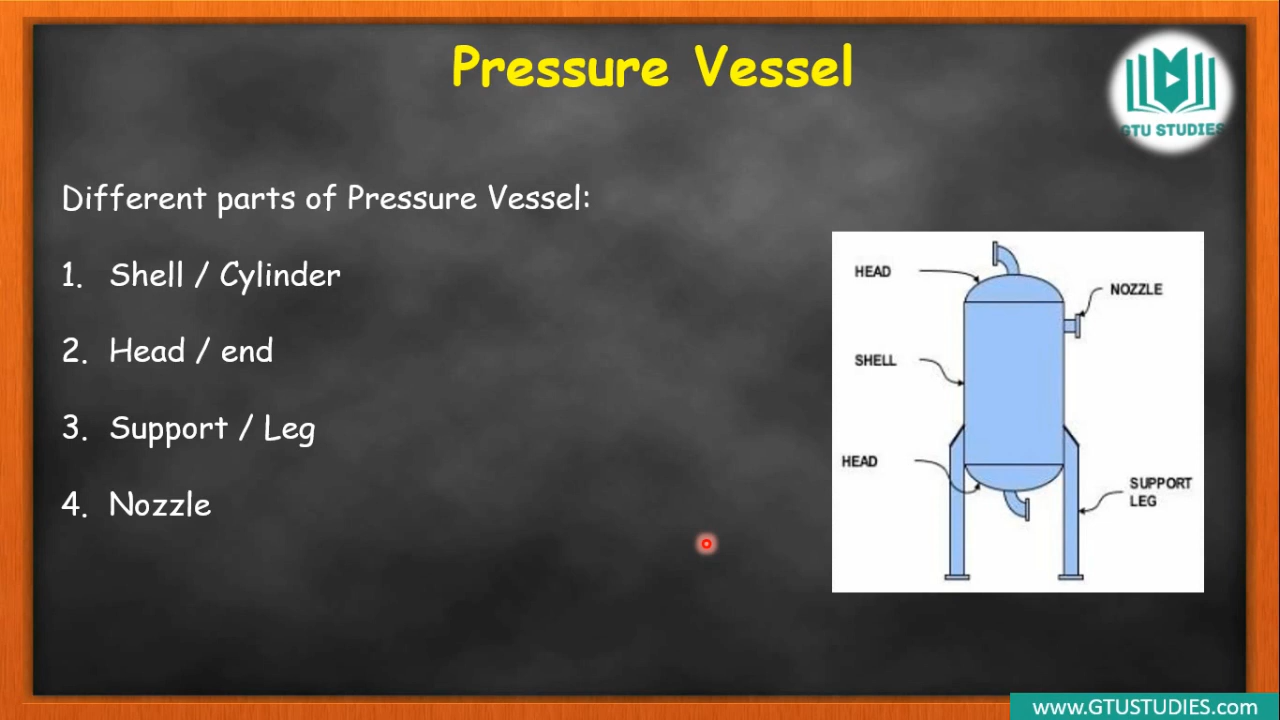 Pressure Vessel
GTU STUDIES
Different parts of Pressure Vessel:
1. Shell / Cylinder
2. Head / end
3. Support / Leg
4. Nozzle
HEAD
NOZZLE
SHELL
HEAD
SUPPORT
LEG
www.GTUSTUDIES.com